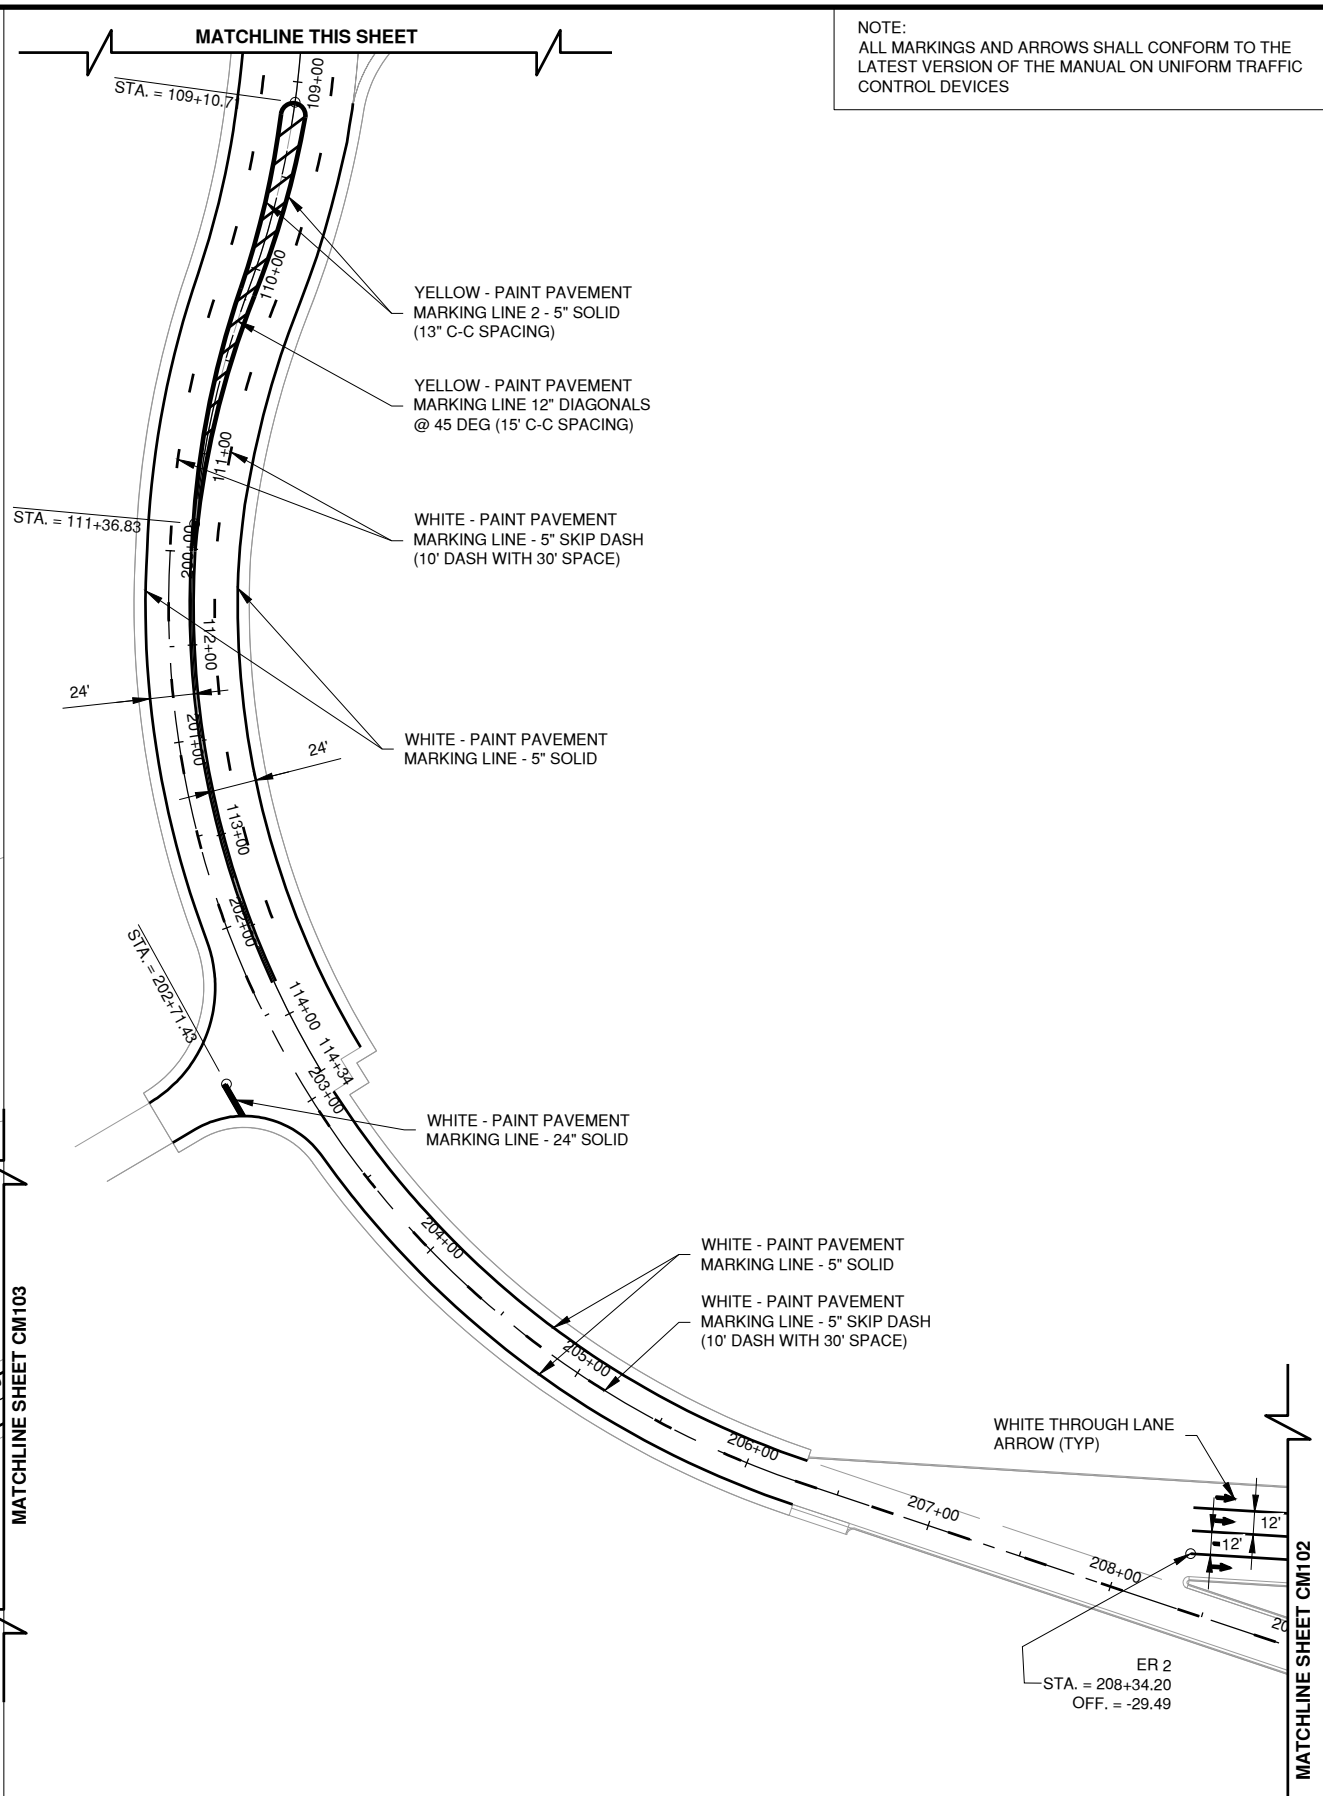 MATCHLINE THIS SHEET
NOTE:
ALL MARKINGS AND ARROWS SHALL CONFORM TO THE
LATEST VERSION OF THE MANUAL ON UNIFORM TRAFFIC
CONTROL DEVICES
STA. = 109+10.7
109+00
110+00
YELLOW - PAINT PAVEMENT
MARKING LINE 2 - 5" SOLID
(13" C-C SPACING)
YELLOW - PAINT PAVEMENT
MARKING LINE 12" DIAGONALS
@ 45 DEG (15' C-C SPACING)
111+00
STA. = 111+36.83
200+00
WHITE - PAINT PAVEMENT
MARKING LINE - 5" SKIP DASH
(10' DASH WITH 30' SPACE)
112+00
24'
201+00
WHITE - PAINT PAVEMENT
MARKING LINE - 5" SOLID
24'
113+00
202+00
STA. = 202+71.43
114+00
114+34
203+00
WHITE - PAINT PAVEMENT
MARKING LINE - 24" SOLID
204+00
WHITE - PAINT PAVEMENT
MARKING LINE - 5" SOLID
WHITE - PAINT PAVEMENT
MARKING LINE - 5" SKIP DASH
(10' DASH WITH 30' SPACE)
205+00
206+00
207+00
208+00
20
WHITE THROUGH LANE
ARROW (TYP)
12'
12'
ER 2
STA. = 208+34.20
OFF. = -29.49
MATCHLINE SHEET CM103
MATCHLINE SHEET CM102